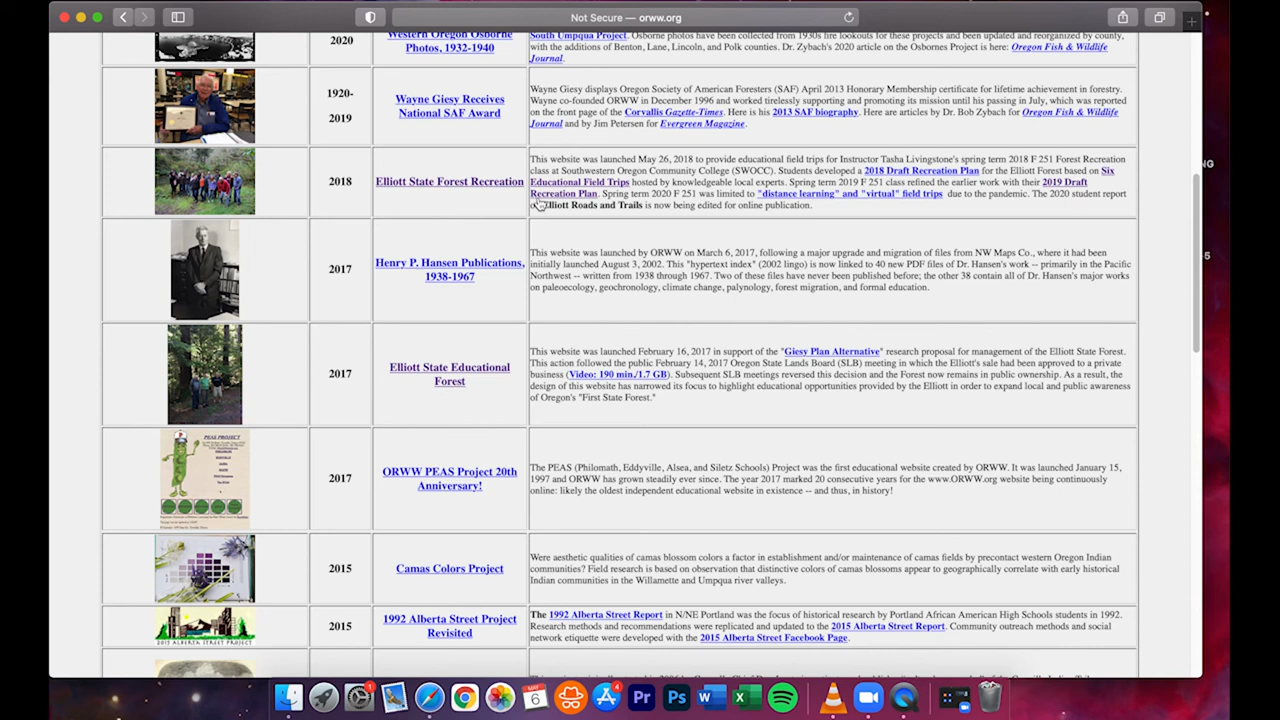 Not Secure — orww.org
Western Oregon Osborne
Photos, 1932-1940
2020
South Umpqua Project. Osborne photos have been collected from 1930s fire lookouts for these projects and been updated and reorganized by county,
with the additions of Benton, Lane, Lincoln, and Polk counties. Dr. Zybach's 2020 article on the Osbornes Project is here: Oregon Fish & Wildlife
Journal.
1920-
2019
Wayne Giesy Receives
National SAF Award
Wayne Giesy displays Oregon Society of American Foresters (SAF) April 2013 Honorary Membership certificate for lifetime achievement in forestry.
Wayne co-founded ORWW in December 1996 and worked tirelessly supporting and promoting its mission until his passing in July, which was reported
on the front page of the Corvallis Gazette-Times. Here is his 2013 SAF biography. Here are articles by Dr. Bob Zybach for Oregon Fish & Wildlife
Journal and by Jim Petersen for Evergreen Magazine.
2018
Elliott State Forest Recreation
This website was launched May 26, 2018 to provide educational field trips for Instructor Tasha Livingstone's spring term 2018 F 251 Forest Recreation
class at Southwestern Oregon Community College (SWOCC). Students developed a 2018 Draft Recreation Plan for the Elliott Forest based on Six
Educational Field Trips hosted by knowledgeable local experts. Spring term 2019 F 251 class refined the earlier work with their 2019 Draft
Recreation Plan. Spring term 2020 F 251 was limited to "distance learning" and "virtual" field trips due to the pandemic. The 2020 student report
Elliott Roads and Trails is now being edited for online publication.
2017
Henry P. Hansen Publications,
1938-1967
This website was launched by ORWW on March 6, 2017, following a major upgrade and migration of files from NW Maps Co., where it had been
initially launched August 3, 2002. This "hypertext index" (2002 lingo) is now linked to 40 new PDF files of Dr. Hansen's work -- primarily in the Pacific
Northwest -- written from 1938 through 1967. Two of these files have never been published before; the other 38 contain all of Dr. Hansen's major works
on paleoecology, geochronology, climate change, palynology, forest migration, and formal education.
2017
Elliott State Educational
Forest
This website was launched February 16, 2017 in support of the "Giesy Plan Alternative" research proposal for management of the Elliott State Forest.
This action followed the public February 14, 2017 Oregon State Lands Board (SLB) meeting in which the Elliott's sale had been approved to a private
business (Video: 190 min./1.7 GB). Subsequent SLB meetings reversed this decision and the Forest now remains in public ownership. As a result, the
design of this website has narrowed its focus to highlight educational opportunities provided by the Elliott in order to expand local and public awareness
of Oregon's "First State Forest."
PEAS PROJECT
2017
ORWW PEAS Project 20th
Anniversary!
The PEAS (Philomath, Eddyville, Alsea, and Siletz Schools) Project was the first educational website created by ORWW. It was launched January 15,
1997 and ORWW has grown steadily ever since. The year 2017 marked 20 consecutive years for the www.ORWW.org website being continuously
online: likely the oldest independent educational website in existence -- and thus, in history!
2015
Camas Colors Project
Were aesthetic qualities of camas blossom colors a factor in establishment and/or maintenance of camas fields by precontact western Oregon Indian
communities? Field research is based on observation that distinctive colors of camas blossoms appear to geographically correlate with early historical
Indian communities in the Willamette and Umpqua river valleys.
2015 ALBERTA STREET PROJECT
2015
1992 Alberta Street Project
Revisited
The 1992 Alberta Street Report in N/NE Portland was the focus of historical research by Portland African American High Schools students in 1992.
Research methods and recommendations were replicated and updated to the 2015 Alberta Street Report. Community outreach methods and social
network etiquette were developed with the 2015 Alberta Street Facebook Page.
NG
5
1
MAY
6
4
Pr
Ps
W
X